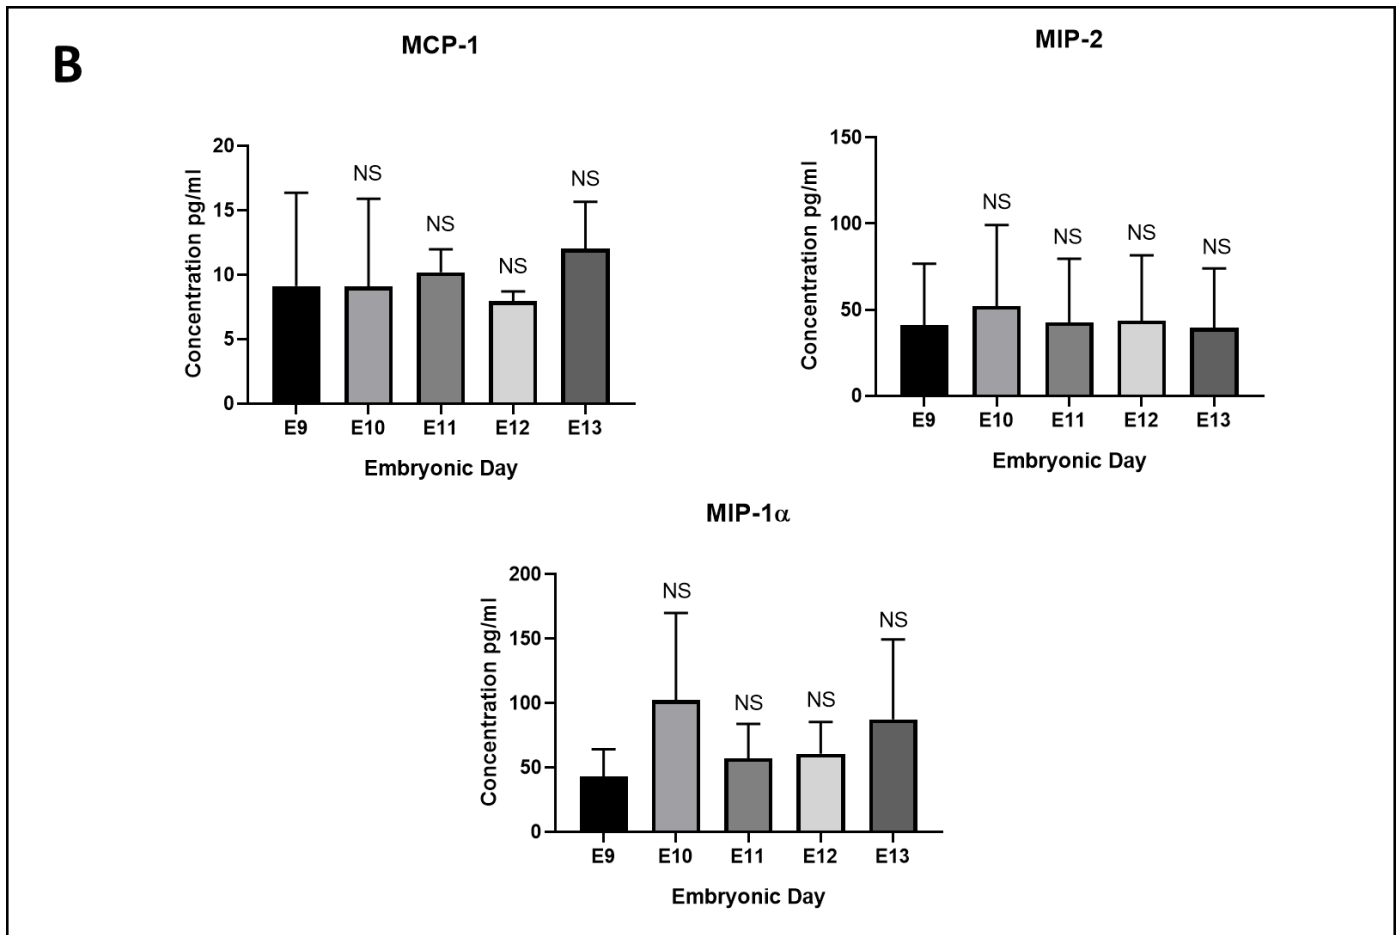 B
MCP-1
Concentration pg/ml
20
15
10
5
0
NS
NS
NS
NS
E9 E10 E11 E12 E13
Embryonic Day
MIP-2
Concentration pg/ml
150
100
50
0
NS
NS
NS
NS
E9 E10 E11 E12 E13
Embryonic Day
MIP-1α
Concentration pg/ml
200
150
100
50
0
NS
NS
NS
NS
E9 E10 E11 E12 E13
Embryonic Day